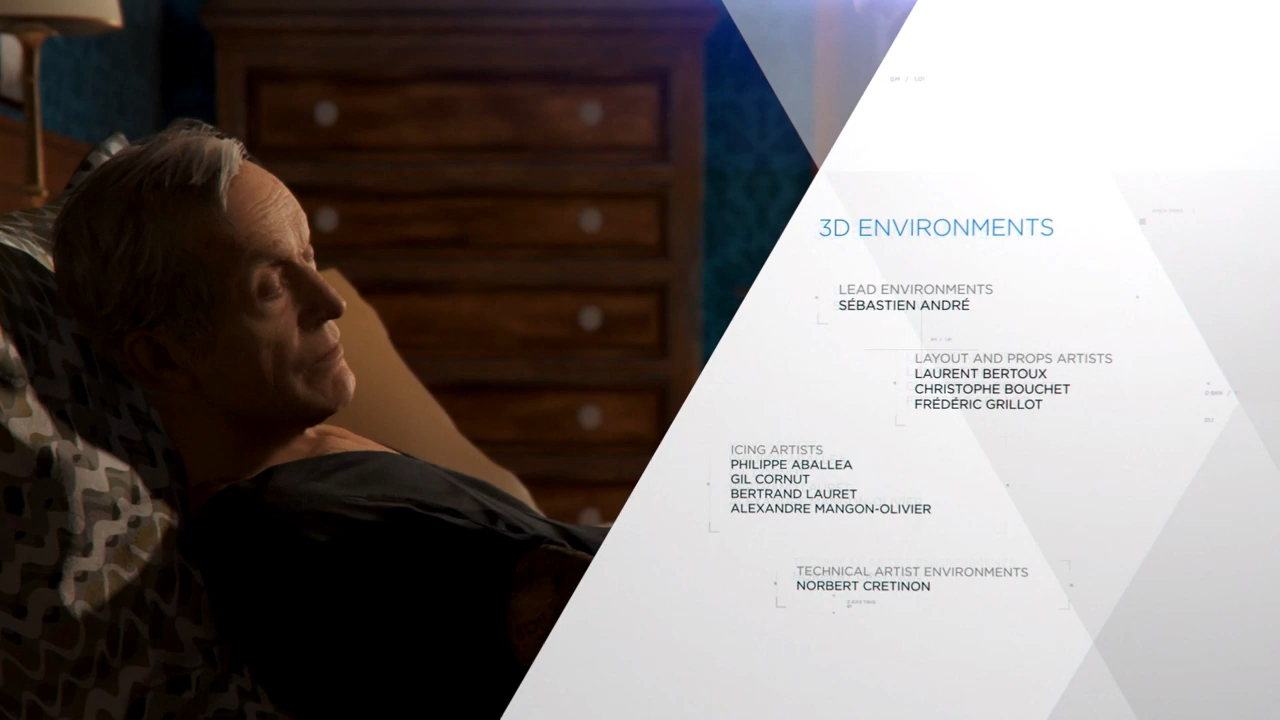 3D ENVIRONMENTS
LEAD ENVIRONMENTS
SÉBASTIEN ANDRÉ
LAYOUT AND PROPS ARTISTS
LAURENT BERTOUX
CHRISTOPHE BOUCHET
FRÉDÉRIC GRILLOT
ICING ARTISTS
PHILIPPE ABALLEA
GIL CORNUT
BERTRAND LAURET
ALEXANDRE MANGON-OLIVIER
TECHNICAL ARTIST ENVIRONMENTS
NORBERT CRETINON